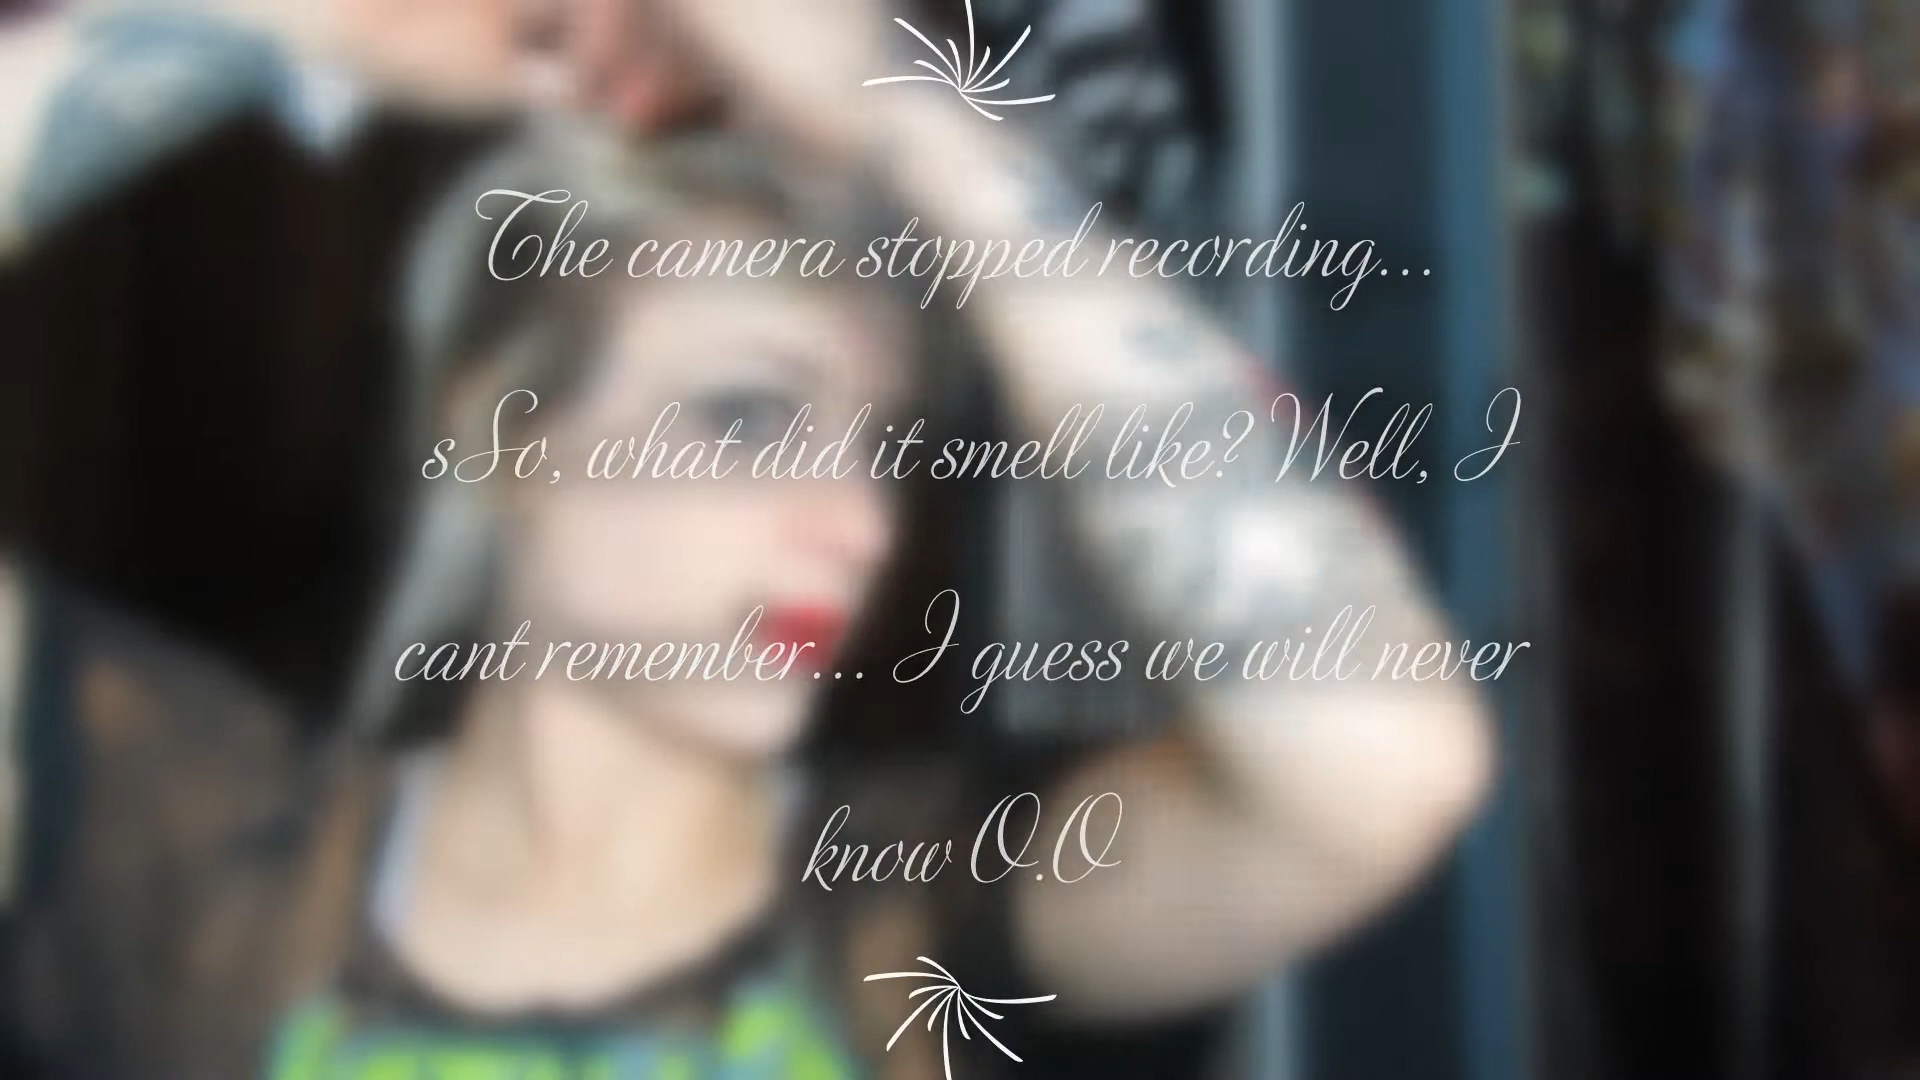 The camera stopped recording...
sSo, what did it smell like? Well, I
cant remember... I guess we will never
know O.O